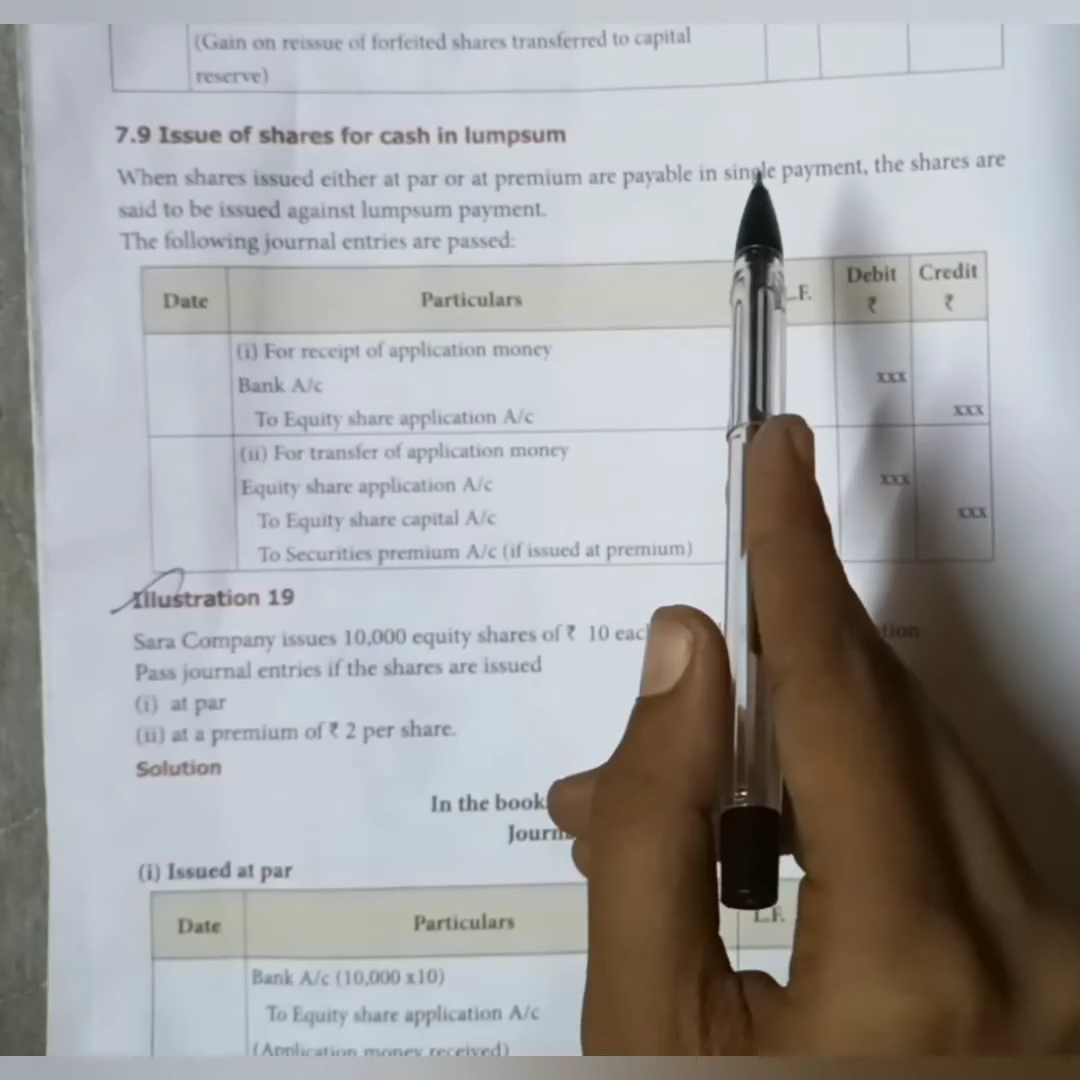 (Gain on reissue of forfeited shares transferred to capital
reserve)
7.9 Issue of shares for cash in lumpsum
When shares issued either at par or at premium are payable in single payment, the shares are
said to be issued against lumpsum payment.
The following journal entries are passed:
Date Particulars L.F. Debit ₹ Credit ₹
(i) For receipt of application money
Bank A/c xxx
To Equity share application A/c xxx
(ii) For transfer of application money
Equity share application A/c xxx
To Equity share capital A/c xxx
To Securities premium A/c (if issued at premium)
Illustration 19
Sara Company issues 10,000 equity shares of ₹ 10
Pass journal entries if the shares are issued
(i) at par
(ii) at a premium of ₹ 2 per share.
Solution
In the
(i) Issued at par
Date Particulars L.F.
Bank A/c (10,000 x10)
To Equity share application A/c
(Application money received)